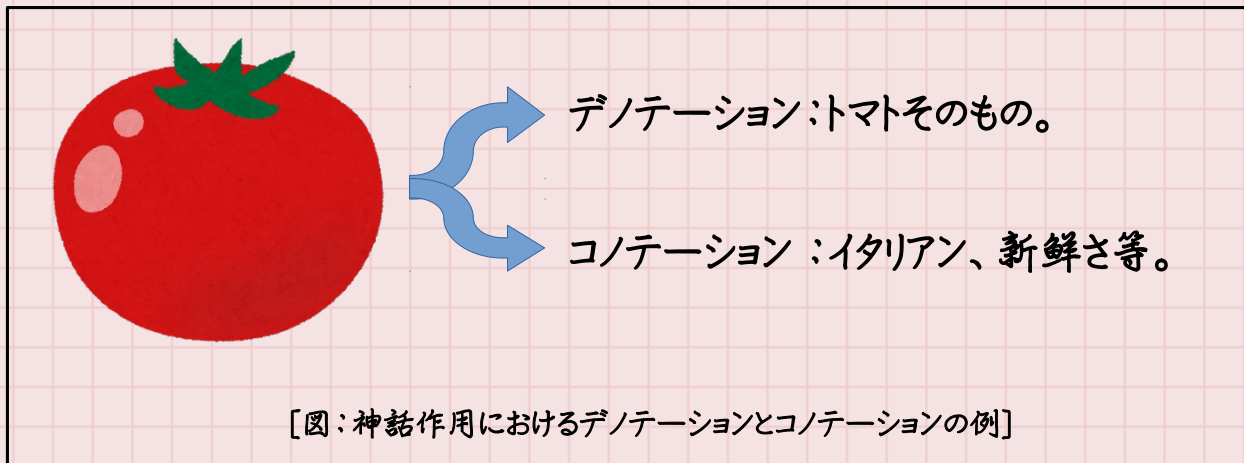 デノテーション：トマトそのもの。
コノテーション：イタリアン、新鮮さ等。
[図：神話作用におけるデノテーションとコノテーションの例]